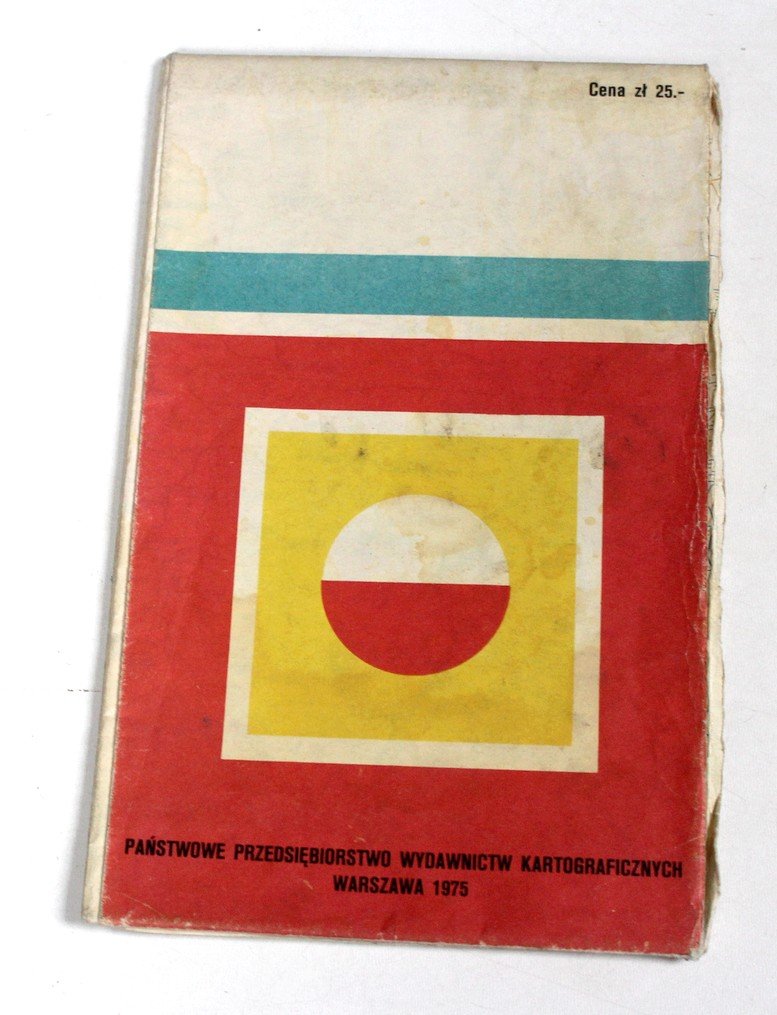 Cena zł 25.-
PAŃSTWOWE PRZEDSIĘBIORSTWO WYDAWNICTW KARTOGRAFICZNYCH
WARSZAWA 1975